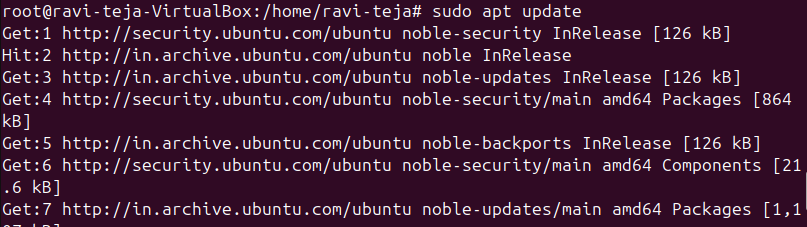 root@ravi-teja-VirtualBox:/home/ravi-teja# sudo apt update
Get:1 http://security.ubuntu.com/ubuntu noble-security InRelease [126 kB]
Hit:2 http://in.archive.ubuntu.com/ubuntu noble InRelease
Get:3 http://in.archive.ubuntu.com/ubuntu noble-updates InRelease [126 kB]
Get:4 http://security.ubuntu.com/ubuntu noble-security/main amd64 Packages [864
kB]
Get:5 http://in.archive.ubuntu.com/ubuntu noble-backports InRelease [126 kB]
Get:6 http://security.ubuntu.com/ubuntu noble-security/main amd64 Components [21
.6 kB]
Get:7 http://in.archive.ubuntu.com/ubuntu noble-updates/main amd64 Packages [1,1